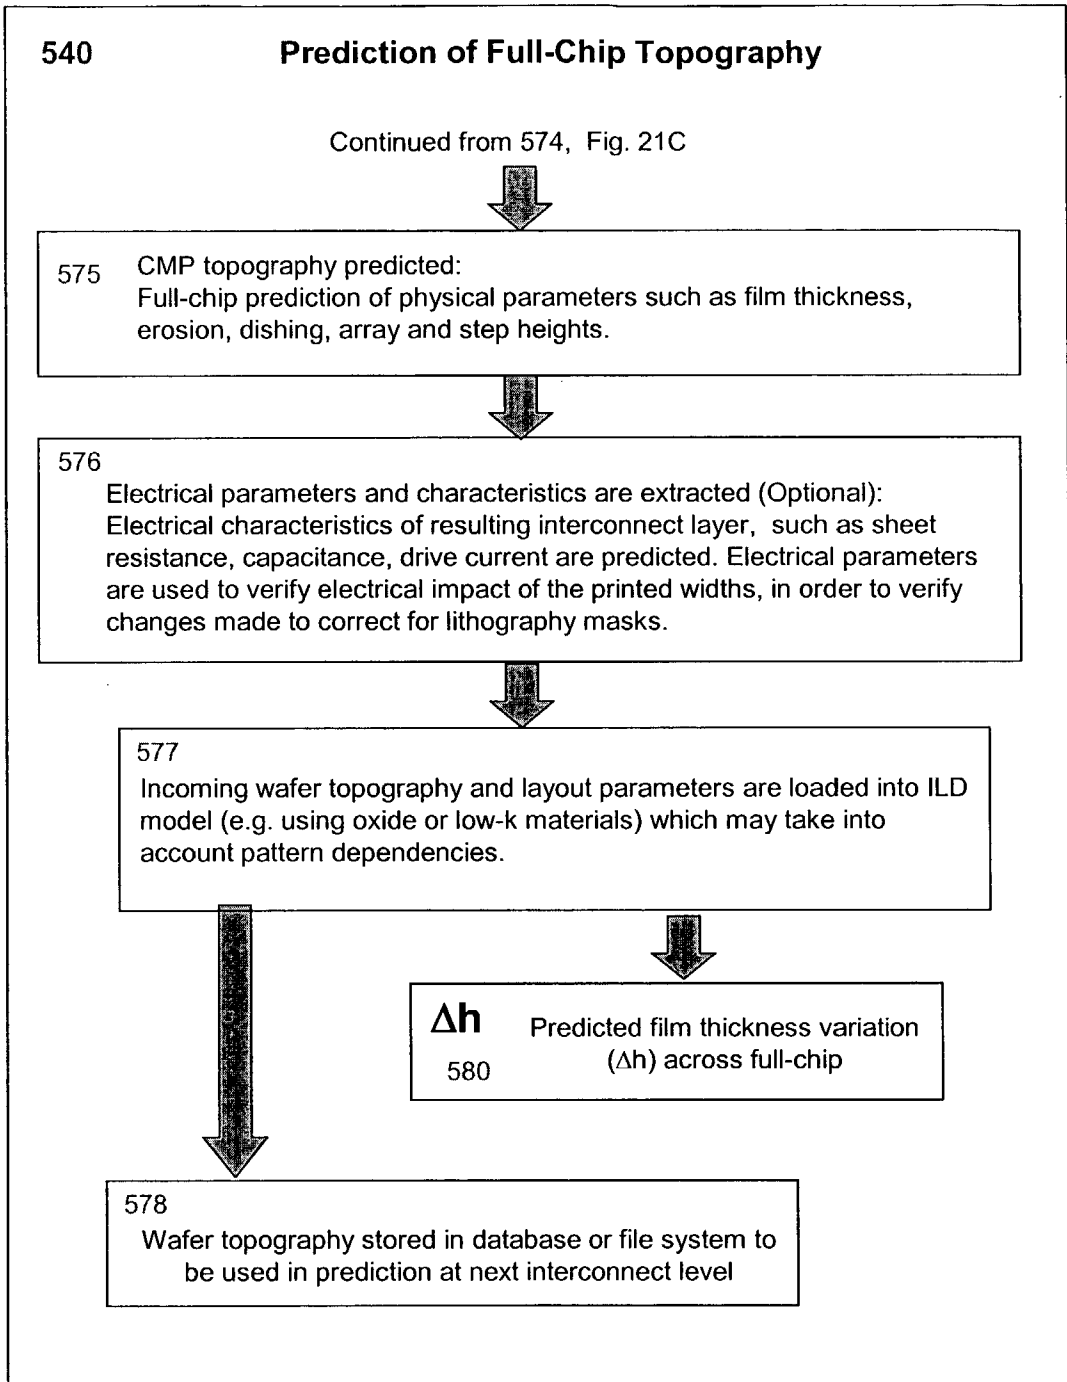 540 Prediction of Full-Chip Topography
Continued from 574, Fig. 21C
575 CMP topography predicted:
Full-chip prediction of physical parameters such as film thickness,
erosion, dishing, array and step heights.
576
Electrical parameters and characteristics are extracted (Optional):
Electrical characteristics of resulting interconnect layer, such as sheet
resistance, capacitance, drive current are predicted. Electrical parameters
are used to verify electrical impact of the printed widths, in order to verify
changes made to correct for lithography masks.
577
Incoming wafer topography and layout parameters are loaded into ILD
model (e.g. using oxide or low-k materials) which may take into
account pattern dependencies.
Δh Predicted film thickness variation
580 (Δh) across full-chip
578
Wafer topography stored in database or file system to
be used in prediction at next interconnect level